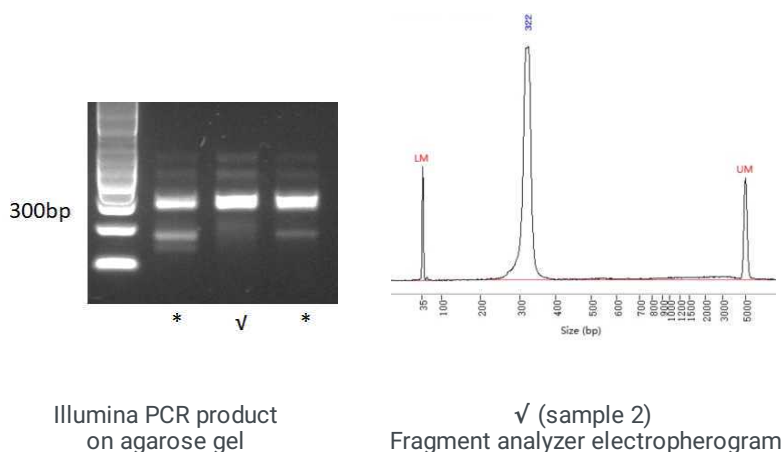 322
LM
UM
300bp
* √ *
35 100 200 300 400 500 600 700 800 900 1000 1200 1500 2000 3000 5000
Size (bp)
Illumina PCR product
on agarose gel
√ (sample 2)
Fragment analyzer electropherogram